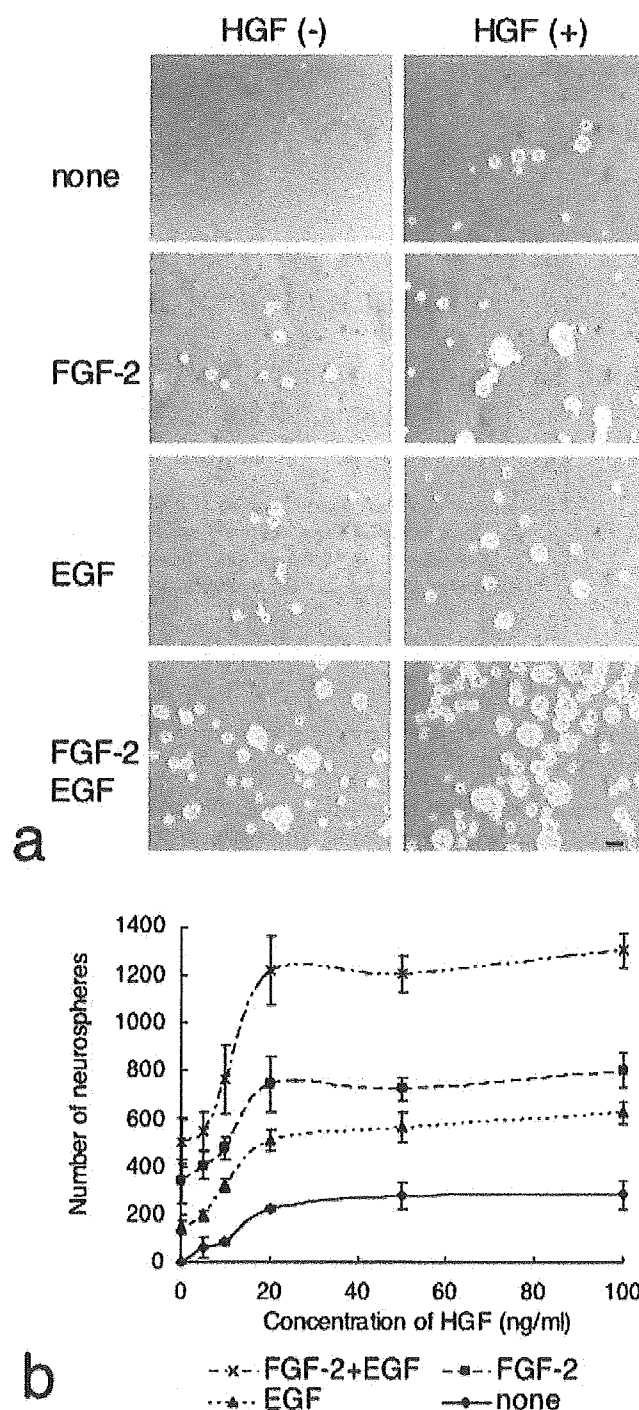 HGF (-) HGF (+)
none
FGF-2
EGF
FGF-2
EGF
a
1400
1200
1000
800
600
400
200
0
Number of neurospheres
0 20 40 60 80 100
Concentration of HGF (ng/ml)
FGF-2+EGF FGF-2
EGF none
b